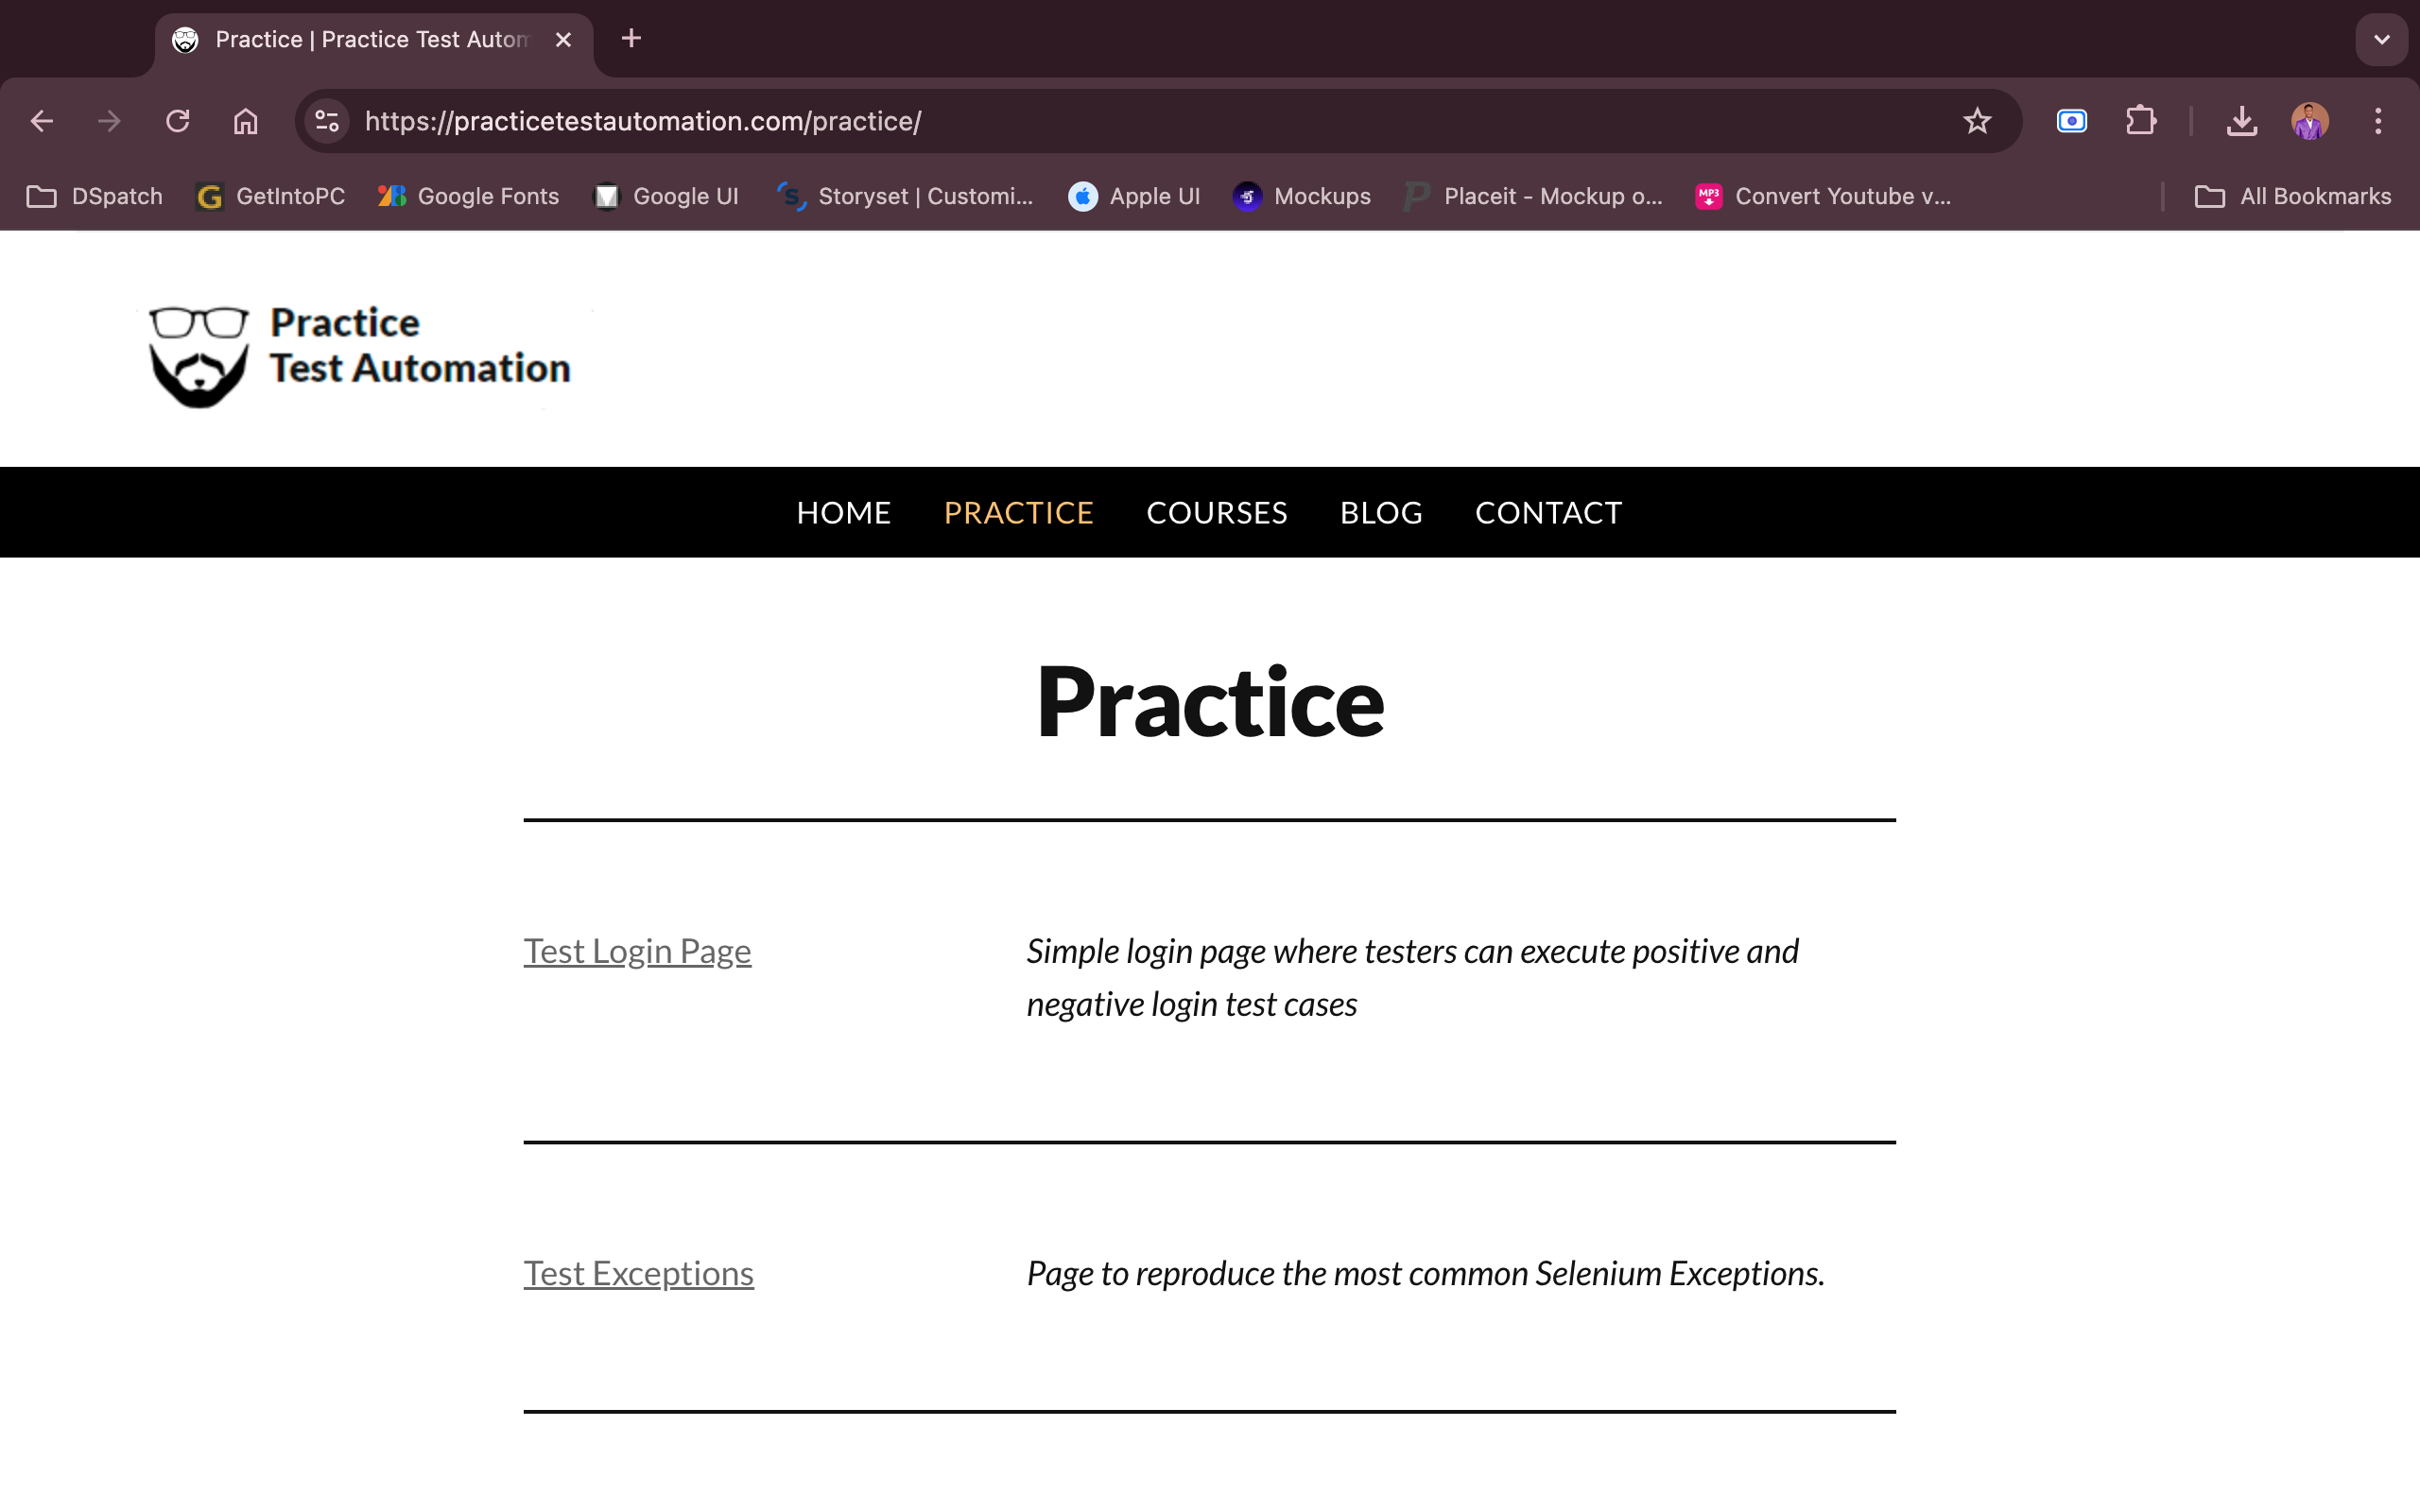 Practice | Practice Test Autom
https://practicetestautomation.com/practice/
DSpatch GetIntoPC Google Fonts Google UI Storyset | Customi... Apple UI Mockups Placeit - Mockup o... Convert Youtube v... All Bookmarks
Practice
Test Automation
HOME PRACTICE COURSES BLOG CONTACT
Practice
Test Login Page
Simple login page where testers can execute positive and
negative login test cases
Test Exceptions
Page to reproduce the most common Selenium Exceptions.